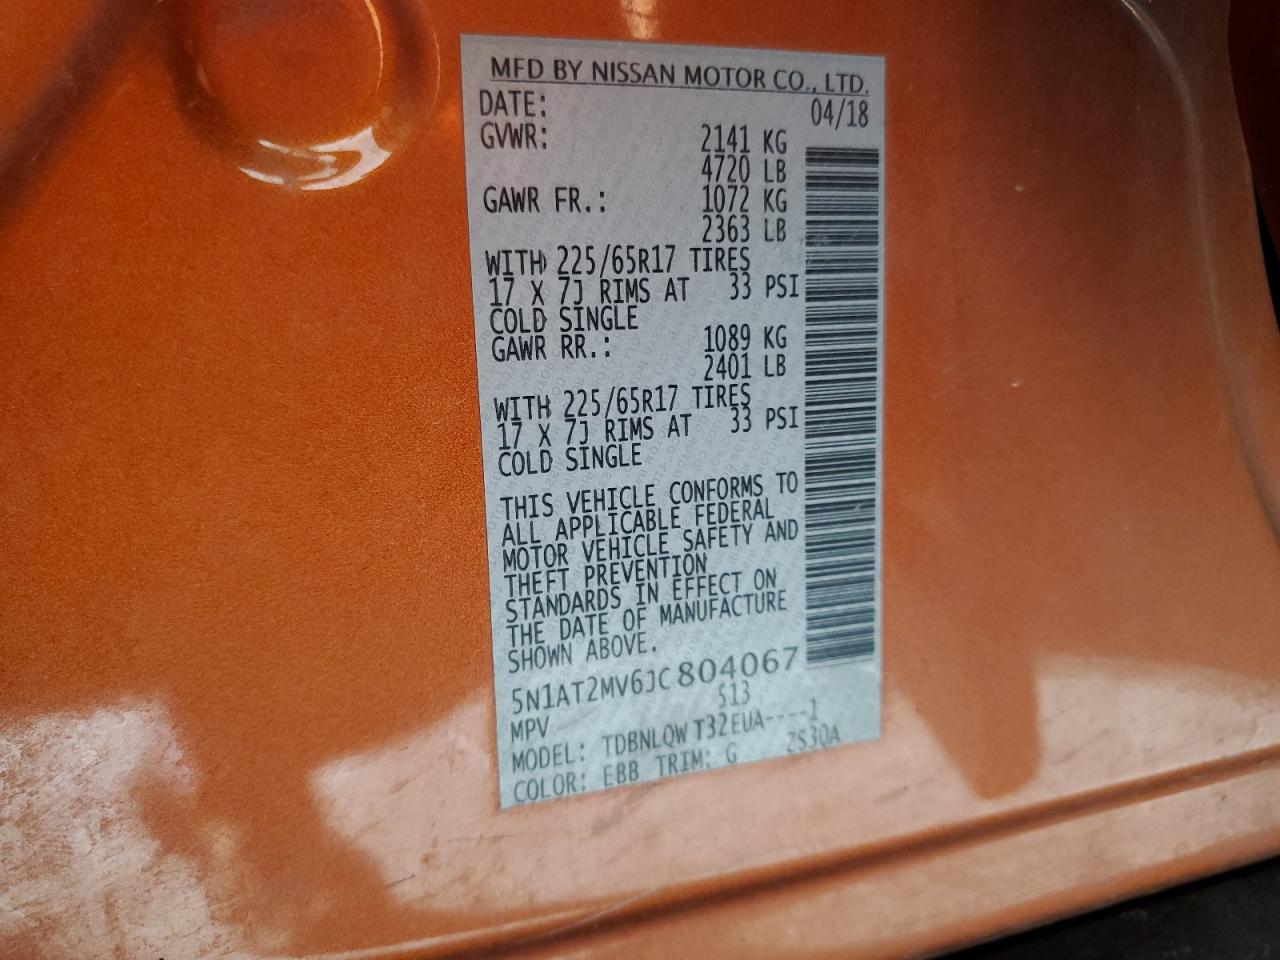 MFD BY NISSAN MOTOR CO., LTD.
DATE: 04/18
GVWR: 2141 KG
4720 LB
GAWR FR.: 1072 KG
2363 LB
WITH 225/65R17 TIRES
17 X 7J RIMS AT 33 PSI
COLD SINGLE
GAWR RR.: 1089 KG
2401 LB
WITH 225/65R17 TIRES
17 X 7J RIMS AT 33 PSI
COLD SINGLE
THIS VEHICLE CONFORMS TO
ALL APPLICABLE FEDERAL
MOTOR VEHICLE SAFETY AND
THEFT PREVENTION
STANDARDS IN EFFECT ON
THE DATE OF MANUFACTURE
SHOWN ABOVE.
5N1AT2MV6JC804067
MPV S13
MODEL: TDBNLQW T32EUA----1
COLOR: EBB TRIM: G ZS30A